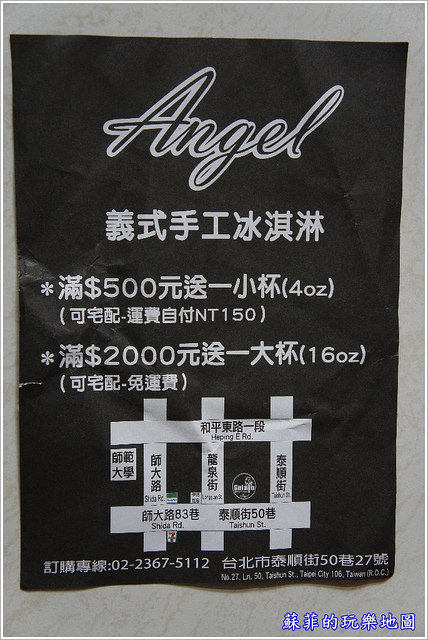 Angel
義式手工冰淇淋
*滿$500元送一小杯(4oz)
(可宅配-運費自付NT150)
*滿$2000元送一大杯(16oz)
(可宅配-免運費)
和平東路一段
Heping E Rd.
師範
大學
師大路
Shida Rd.
龍泉街
泰順街
Gelato
師大路83巷
Shida Rd.
泰順街50巷
Taishun St.
訂購專線:02-2367-5112 台北市泰順街50巷27號
No.27, Ln. 50, Taishun St., Taipei City 106, Taiwan (R.O.C.)
蘇菲的玩樂地圖